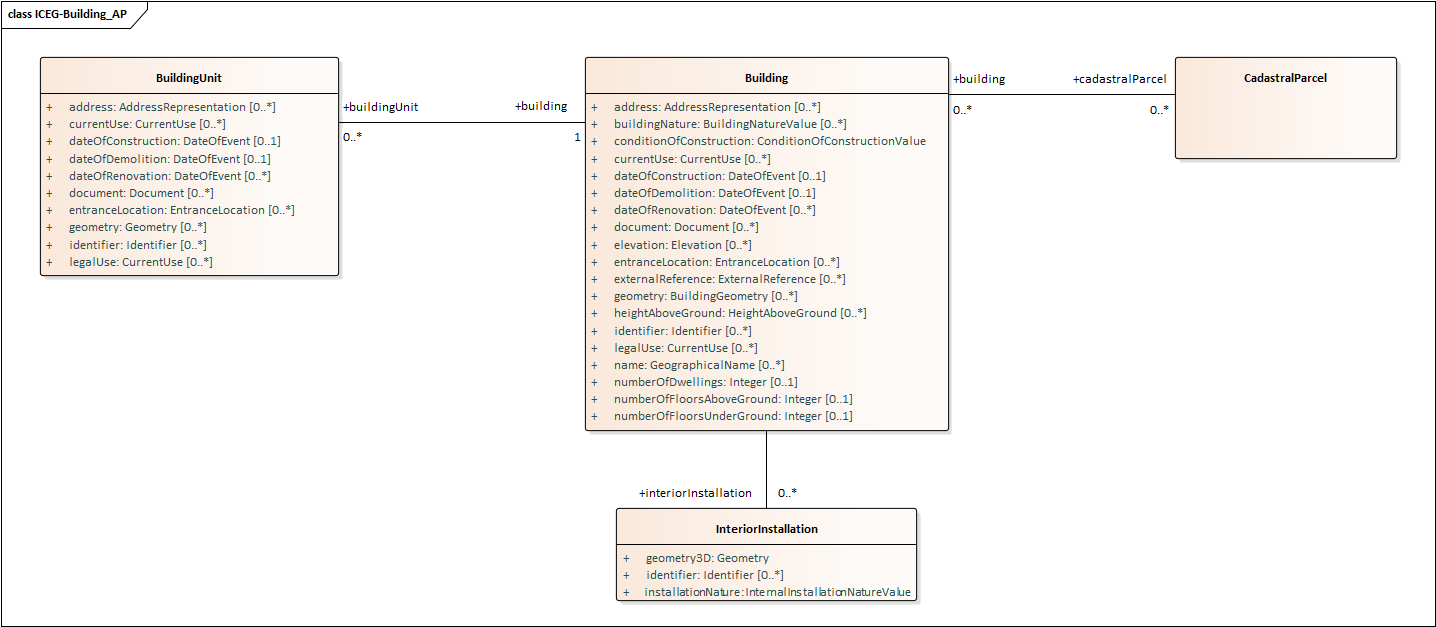 class ICEG-Building_AP
BuildingUnit
+ address: AddressRepresentation [0..*]
+ currentUse: CurrentUse [0..*]
+ dateOfConstruction: DateOfEvent [0..1]
+ dateOfDemolition: DateOfEvent [0..1]
+ dateOfRenovation: DateOfEvent [0..*]
+ document: Document [0..*]
+ entranceLocation: EntranceLocation [0..*]
+ geometry: Geometry [0..*]
+ identifier: Identifier [0..*]
+ legalUse: CurrentUse [0..*]
+buildingUnit
+building
0..*
1
Building
+ address: AddressRepresentation [0..*]
+ buildingNature: BuildingNatureValue [0..*]
+ conditionOfConstruction: ConditionOfConstructionValue
+ currentUse: CurrentUse [0..*]
+ dateOfConstruction: DateOfEvent [0..1]
+ dateOfDemolition: DateOfEvent [0..1]
+ dateOfRenovation: DateOfEvent [0..*]
+ document: Document [0..*]
+ elevation: Elevation [0..*]
+ entranceLocation: EntranceLocation [0..*]
+ externalReference: ExternalReference [0..*]
+ geometry: BuildingGeometry [0..*]
+ heightAboveGround: HeightAboveGround [0..*]
+ identifier: Identifier [0..*]
+ legalUse: CurrentUse [0..*]
+ name: GeographicalName [0..*]
+ numberOfDwellings: Integer [0..1]
+ numberOfFloorsAboveGround: Integer [0..1]
+ numberOfFloorsUnderGround: Integer [0..1]
+building
+cadastralParcel
0..*
0..*
CadastralParcel
+interiorInstallation
0..*
InteriorInstallation
+ geometry3D: Geometry
+ identifier: Identifier [0..*]
+ installationNature: InternalInstallationNatureValue